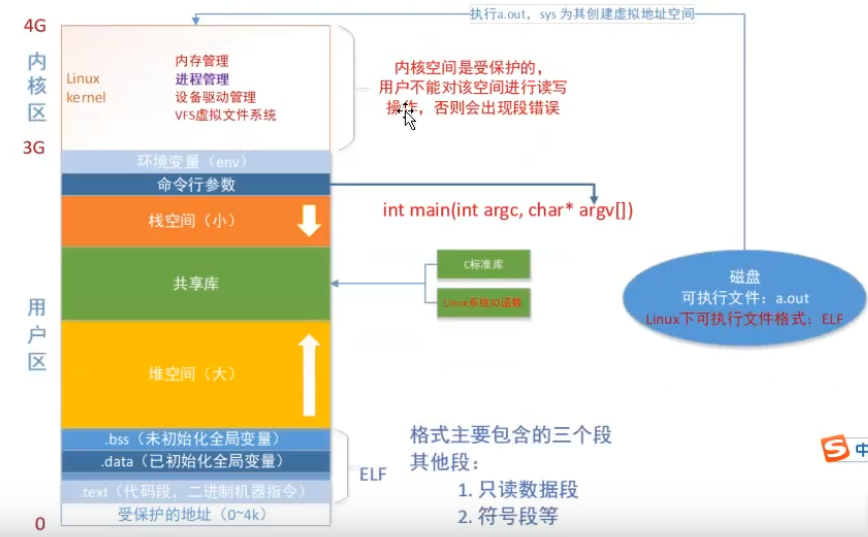 执行a.out，sys 为其创建虚拟地址空间
4G
内核区
Linux kernel
内存管理
进程管理
设备驱动管理
VFS虚拟文件系统
内核空间是受保护的，
用户不能对该空间进行读写
操作，否则会出现段错误
3G
环境变量（env）
命令行参数
int main(int argc, char* argv[])
栈空间（小）
共享库
C标准库
Linux系统IO函数
磁盘
可执行文件：a.out
Linux下可执行文件格式：ELF
用户区
堆空间（大）
.bss（未初始化全局变量）
.data（已初始化全局变量）
.text（代码段，二进制机器指令）
受保护的地址（0~4k）
0
ELF
格式主要包含的三个段
其他段：
1. 只读数据段
2. 符号段等
S
中